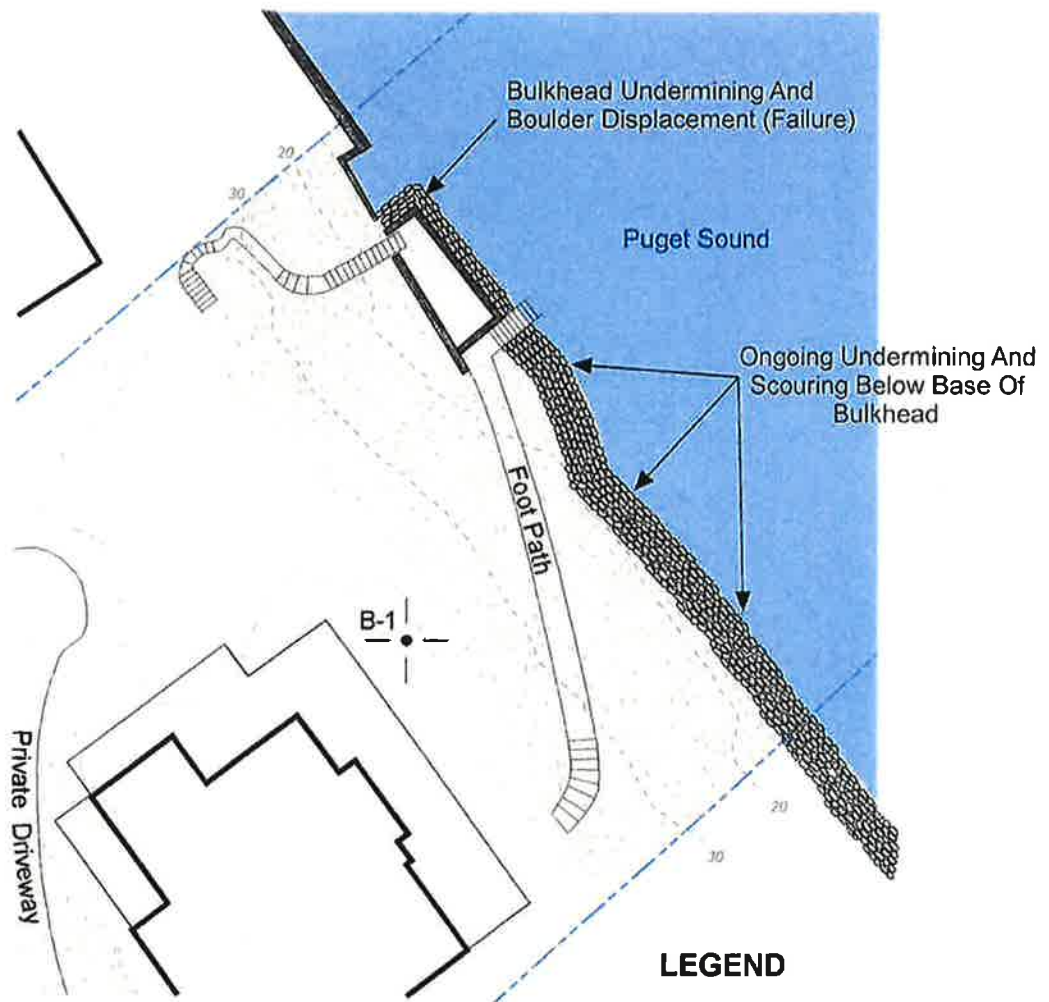 Bulkhead Undermining And
Boulder Displacement (Failure)
20
30
Puget Sound
Ongoing Undermining And
Scouring Below Base Of
Bulkhead
Foot Path
B-1
Private Driveway
20
30
LEGEND